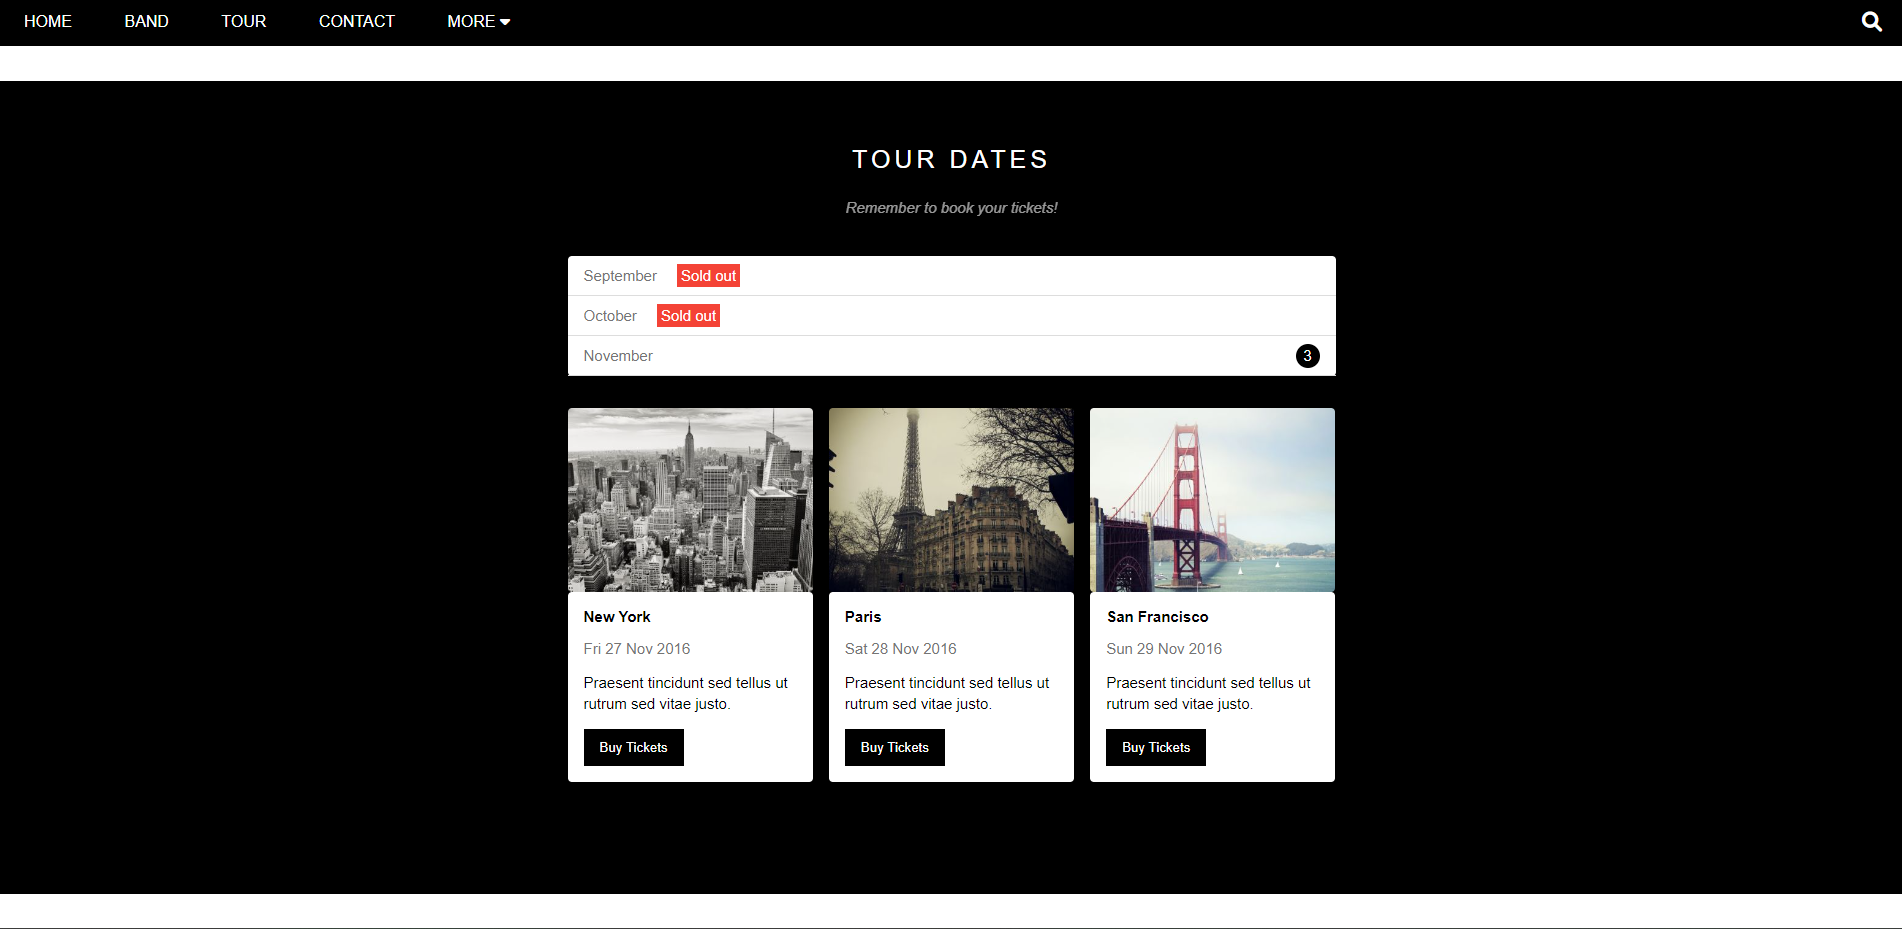 HOME BAND TOUR CONTACT MORE
TOUR DATES
Remember to book your tickets!
September Sold out
October Sold out
November 3
New York
Fri 27 Nov 2016
Praesent tincidunt sed tellus ut
rutrum sed vitae justo.
Buy Tickets
Paris
Sat 28 Nov 2016
Praesent tincidunt sed tellus ut
rutrum sed vitae justo.
Buy Tickets
San Francisco
Sun 29 Nov 2016
Praesent tincidunt sed tellus ut
rutrum sed vitae justo.
Buy Tickets